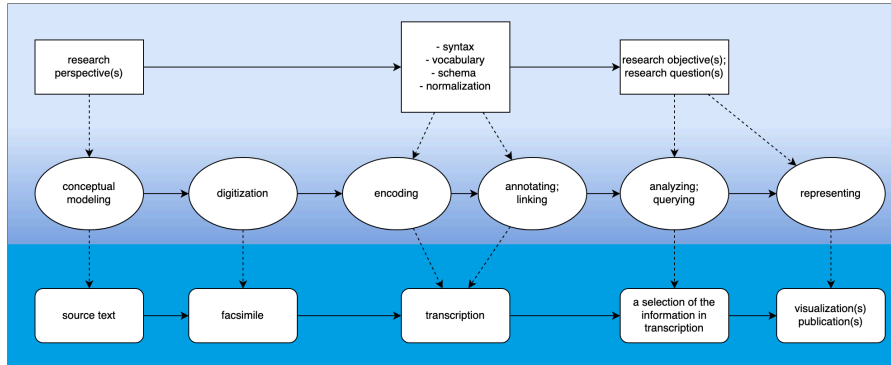 research
perspective(s)
- syntax
- vocabulary
- schema
- normalization
research objective(s);
research question(s)
conceptual
modeling
digitization
encoding
annotating;
linking
analyzing;
querying
representing
source text
facsimile
transcription
a selection of the
information in
transcription
visualization(s)
publication(s)